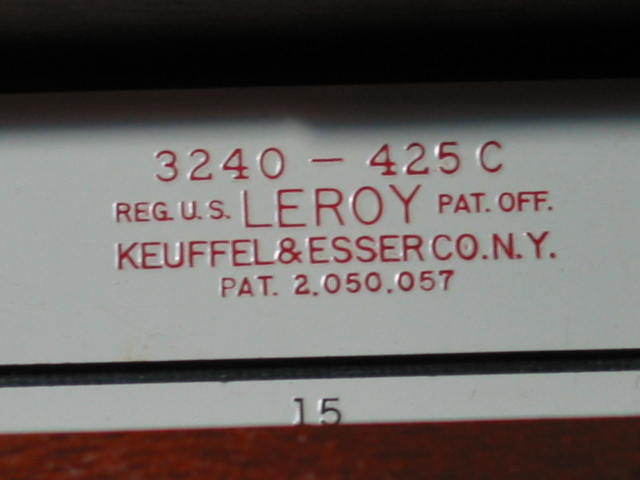 3240 - 425 C
REG. U.S. LEROY PAT. OFF.
KEUFFEL & ESSER CO. N.Y.
PAT. 2,050,057
15